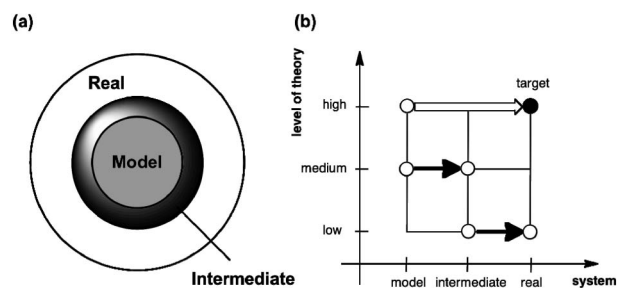 (a)
Real
Model
Intermediate
(b)
level of theory
target
high
medium
low
model intermediate real system